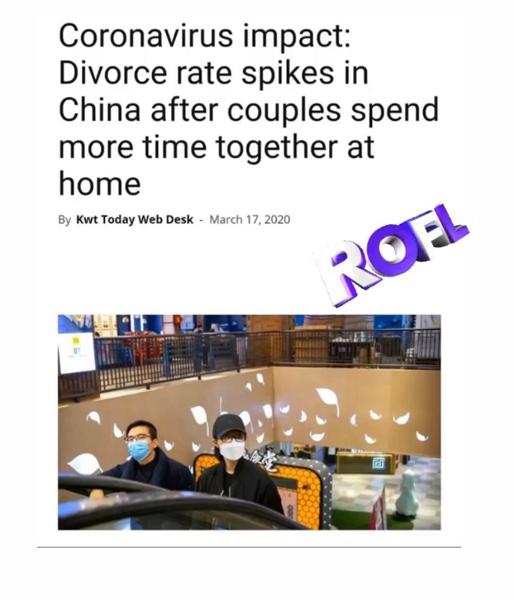 Coronavirus impact:
Divorce rate spikes in
China after couples spend
more time together at
home
By Kwt Today Web Desk - March 17, 2020
ROFL